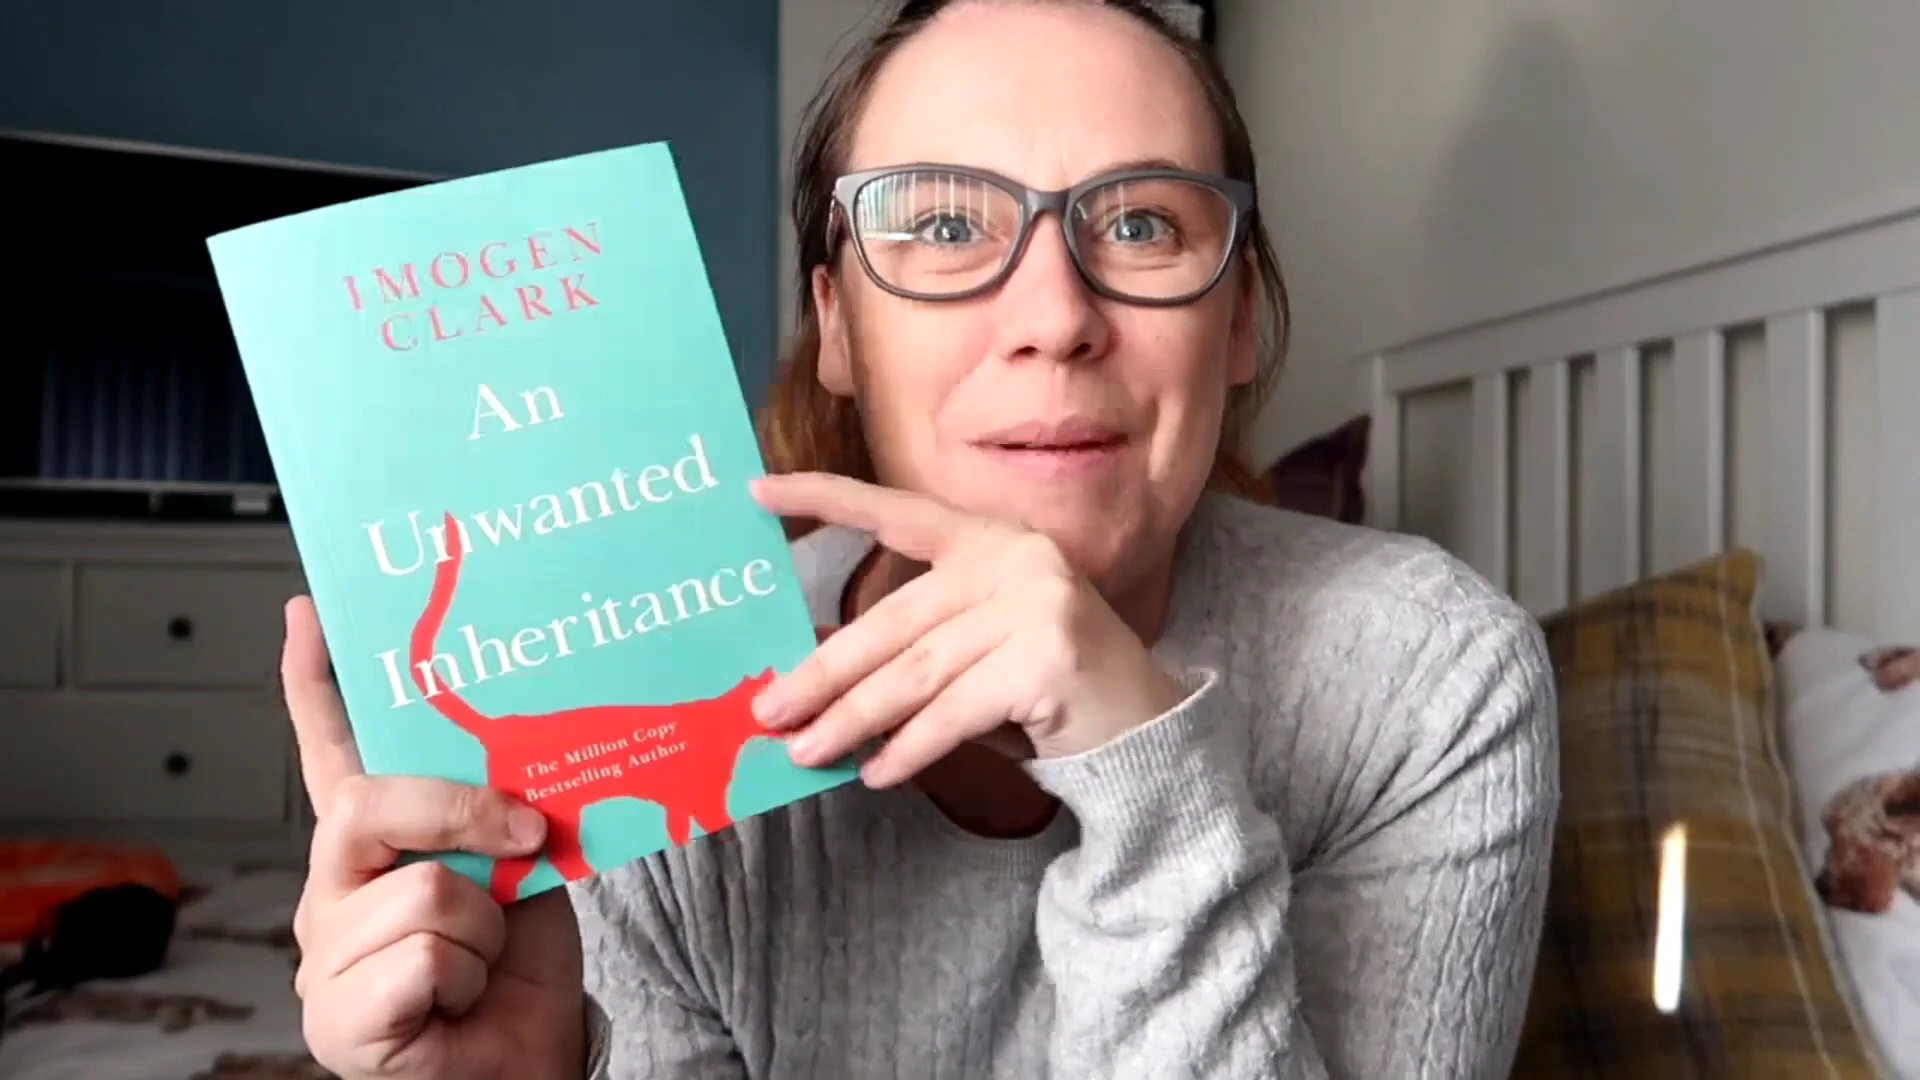 IMOGEN
CLARK
An
Unwanted
Inheritance
The Million Copy
Bestselling Author